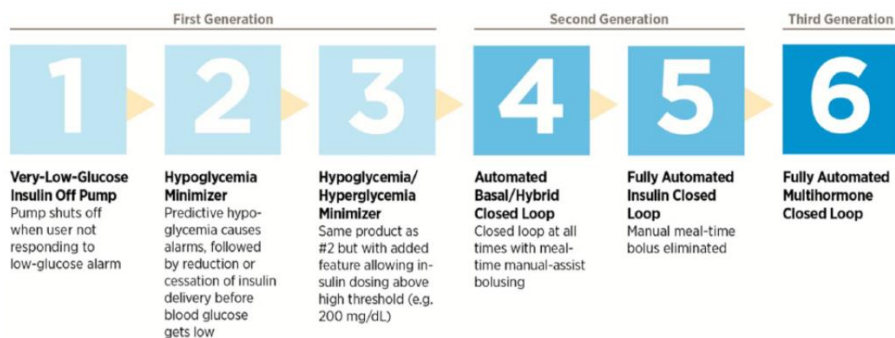 First Generation
Second Generation
Third Generation
1
2
3
4
5
6
Very-Low-Glucose
Insulin Off Pump
Pump shuts off
when user not
responding to
low-glucose alarm
Hypoglycemia
Minimizer
Predictive hypo-
glycemia causes
alarms, followed
by reduction or
cessation of insulin
delivery before
blood glucose
gets low
Hypoglycemia/
Hyperglycemia
Minimizer
Same product as
#2 but with added
feature allowing in-
sulin dosing above
high threshold (e.g.
200 mg/dL)
Automated
Basal/Hybrid
Closed Loop
Closed loop at all
times with meal-
time manual-assist
bolusing
Fully Automated
Insulin Closed
Loop
Manual meal-time
bolus eliminated
Fully Automated
Multihormone
Closed Loop